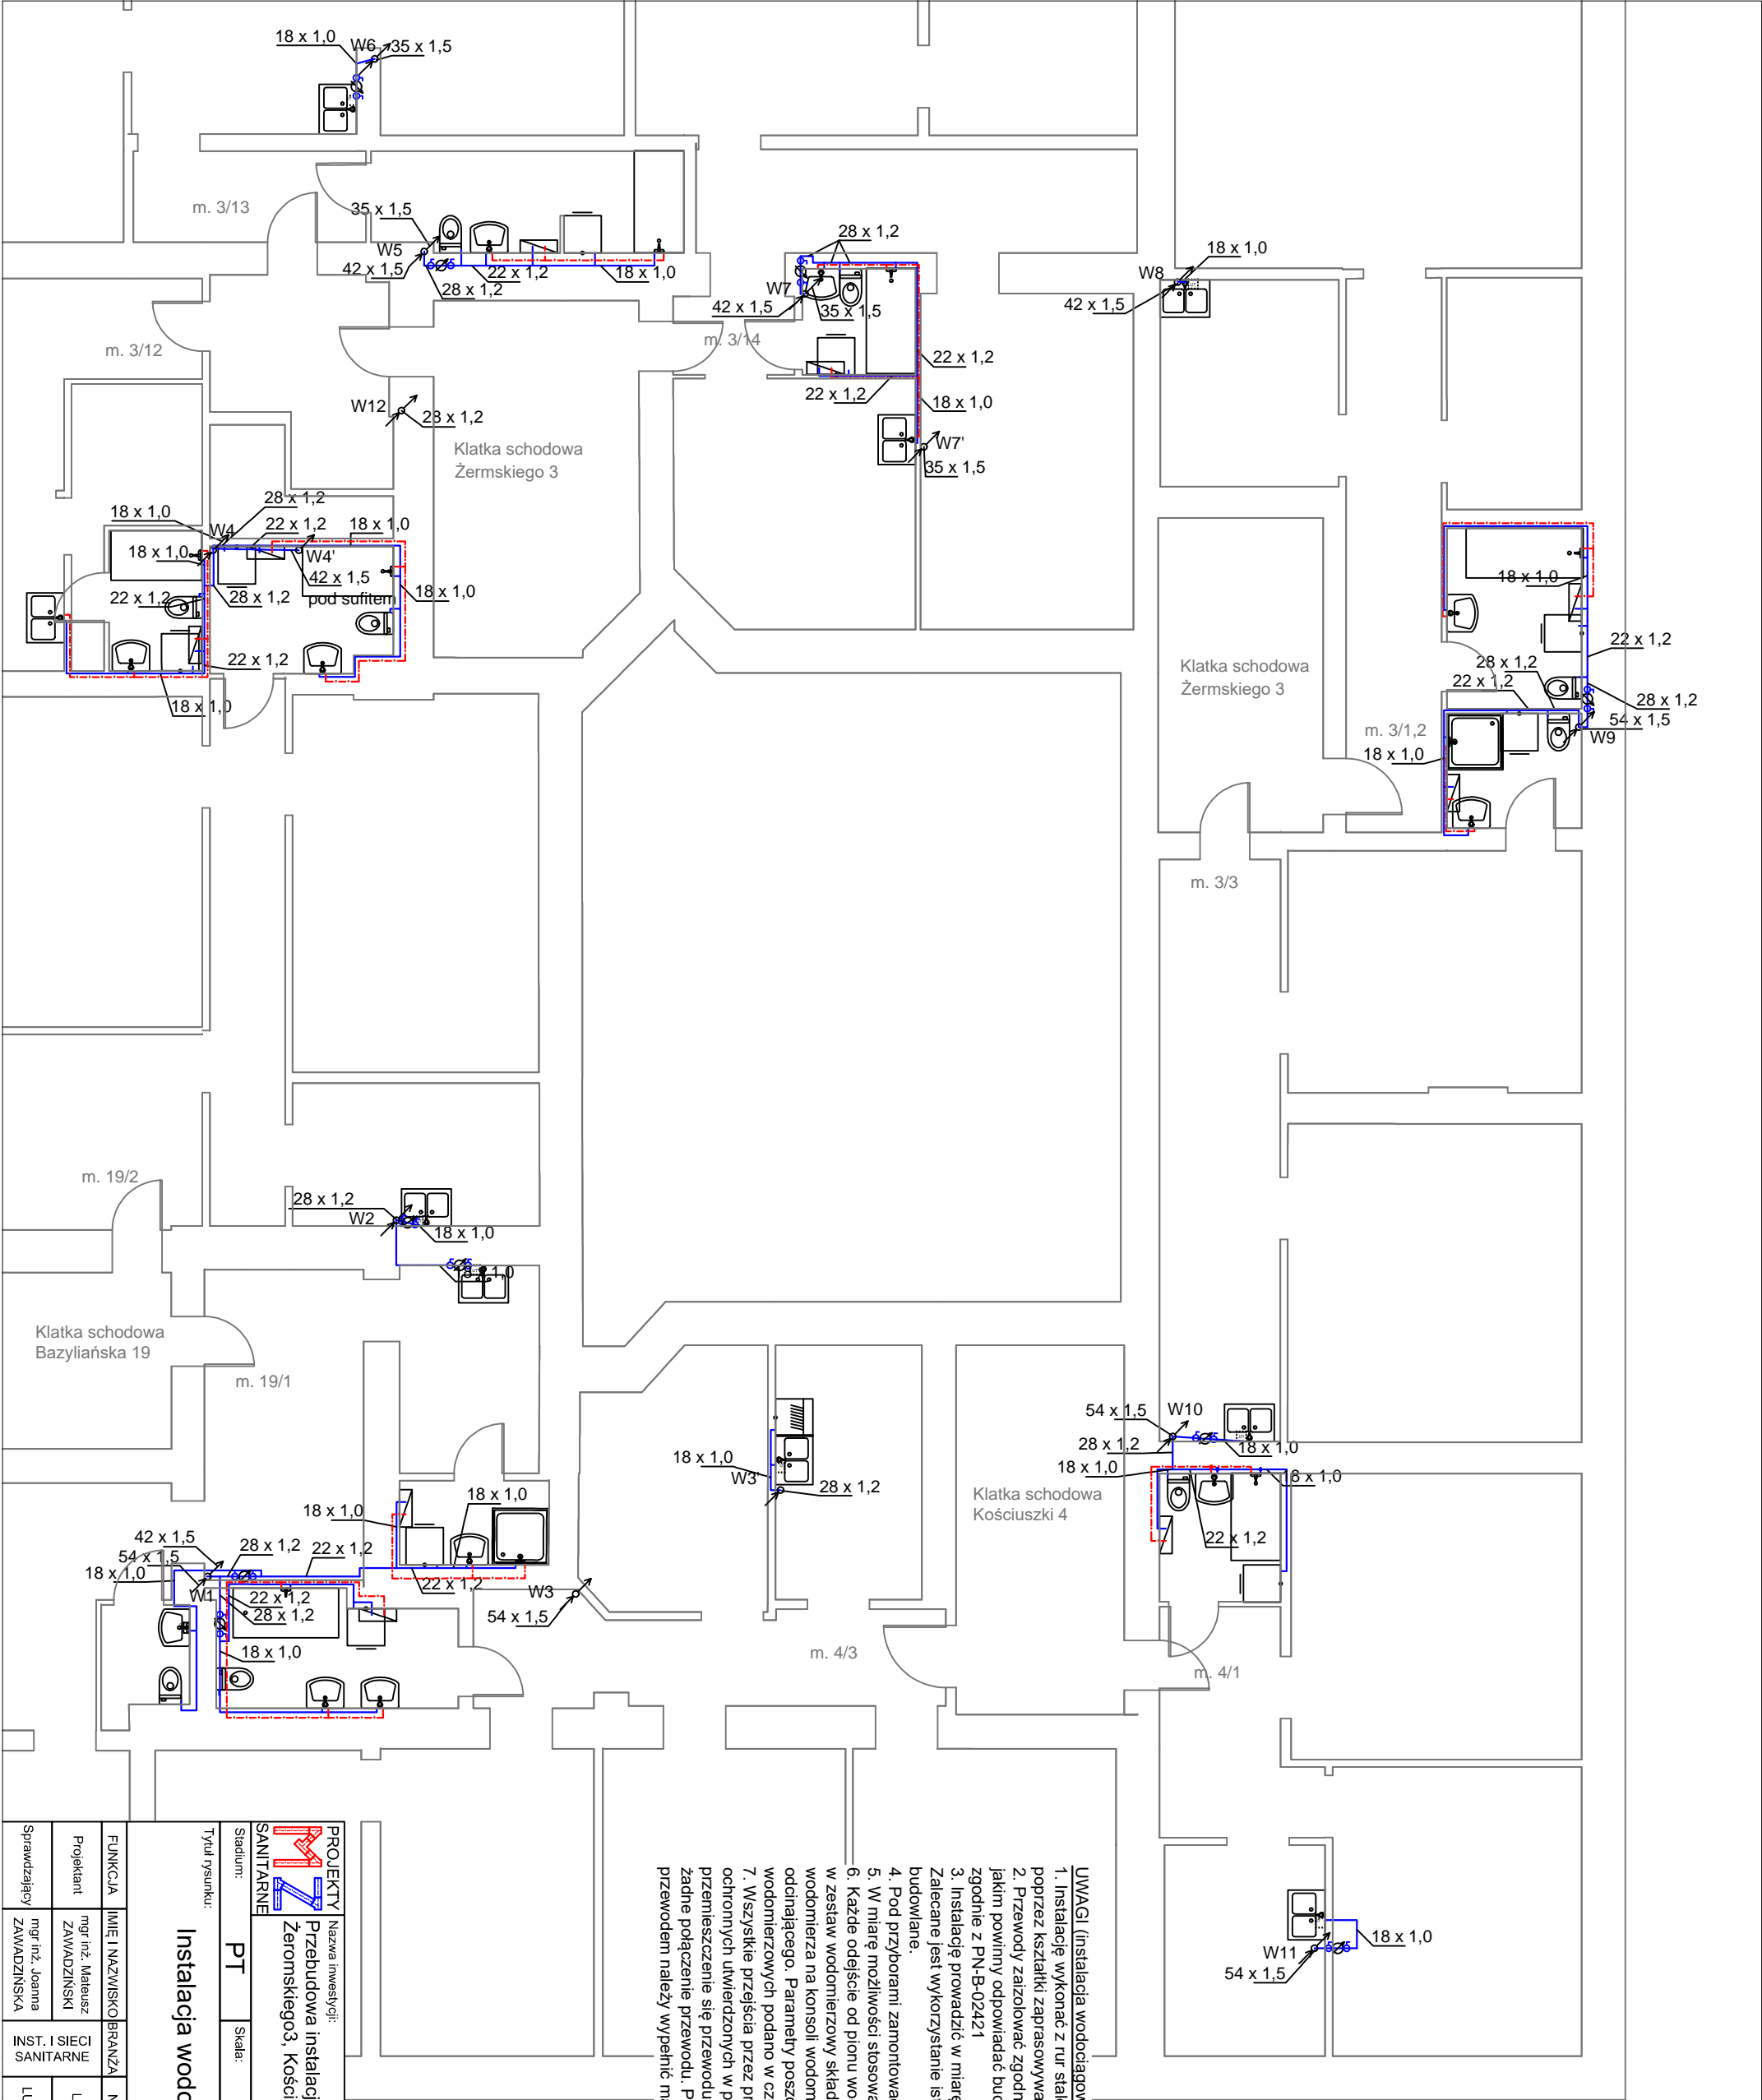 18 x 1,0
W6
35 x 1,5
m. 3/13
35 x 1,5
W5
42 x 1,5
22 x 1,2
18 x 1,0
28 x 1,2
28 x 1,2
W7
42 x 1,5
35 x 1,5
m. 3/14
22 x 1,2
22 x 1,2
18 x 1,0
W7'
35 x 1,5
W8
18 x 1,0
42 x 1,5
m. 3/12
W12
28 x 1,2
Klatka schodowa
Żermskiego 3
28 x 1,2
18 x 1,0
W4
22 x 1,2
18 x 1,0
18 x 1,0
W4'
42 x 1,5
pod sufitem
18 x 1,0
22 x 1,2
28 x 1,2
22 x 1,2
18 x 1,0
18 x 1,0
22 x 1,2
Klatka schodowa
Żermskiego 3
28 x 1,2
22 x 1,2
28 x 1,2
54 x 1,5
W9
m. 3/1,2
18 x 1,0
m. 3/3
m. 19/2
28 x 1,2
W2
18 x 1,0
Klatka schodowa
Bazyliańska 19
m. 19/1
18 x 1,0
W3'
28 x 1,2
54 x 1,5
W10
28 x 1,2
18 x 1,0
18 x 1,0
8 x 1,0
22 x 1,2
Klatka schodowa
Kościuszki 4
18 x 1,0
18 x 1,0
42 x 1,5
54 x 1,5
28 x 1,2
22 x 1,2
18 x 1,0
W1
22 x 1,2
28 x 1,2
22 x 1,2
W3
54 x 1,5
18 x 1,0
m. 4/3
m. 4/1
18 x 1,0
W11
54 x 1,5
UWAGI (instalacja wodociągow
1. Instalację wykonać z rur stal
poprzez kształtki zaprasowywa
2. Przewody zaizolować zgodn
jakim powinny odpowiadać bud
zgodnie z PN-B-02421
3. Instalację prowadzić w miarę
Zalecane jest wykorzystanie is
budowlane.
4. Pod przyborami zamontowa
5. W miarę możliwości stosowa
6. Każde odejście od pionu wo
w zestaw wodomierzowy skład
wodomierza na konsoli wodom
odcinającego. Parametry poszc
wodomierzowych podano w cz
7. Wszystkie przejścia przez pr
ochronnych utwierdzonych w p
przemieszczenie się przewodu
żadne połączenie przewodu. P
przewodem należy wypełnić ma
PROJEKTY
MZ
SANITARNE
Nazwa inwestycji:
Przebudowa instalacj
Żeromskiego3, Kości
Stadium:
PT
Skala:
Tytuł rysunku:
Instalacja wodo
FUNKCJA
IMIĘ I NAZWISKO
BRANŻA
N
Projektant
mgr inż. Mateusz
ZAWADZIŃSKI
INST. I SIECI
SANITARNE
L
Sprawdzający
mgr inż. Joanna
ZAWADZIŃSKA
LU